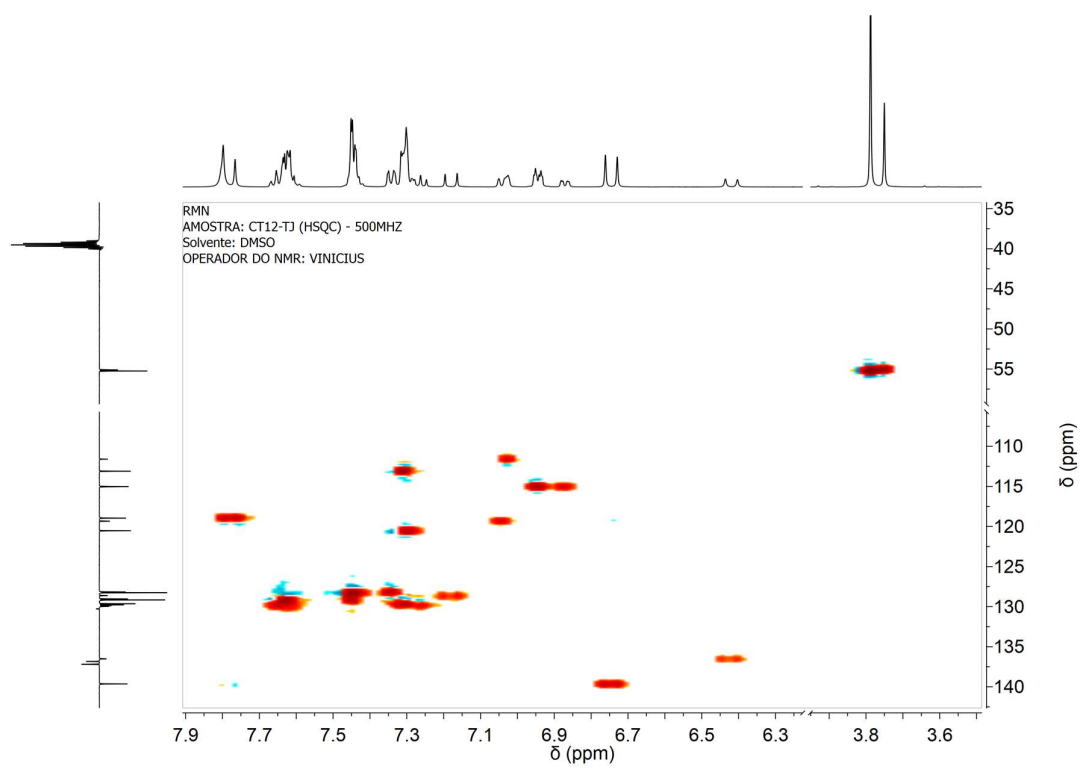 RMN
AMOSTRA: CT12-TJ (HSQC) - 500MHZ
Solvente: DMSO
OPERADOR DO NMR: VINICIUS
35
40
45
50
55
110
115
120
125
130
135
140
δ (ppm)
7.9 7.7 7.5 7.3 7.1 6.9 6.7 6.5 6.3 3.8 3.6
δ (ppm)